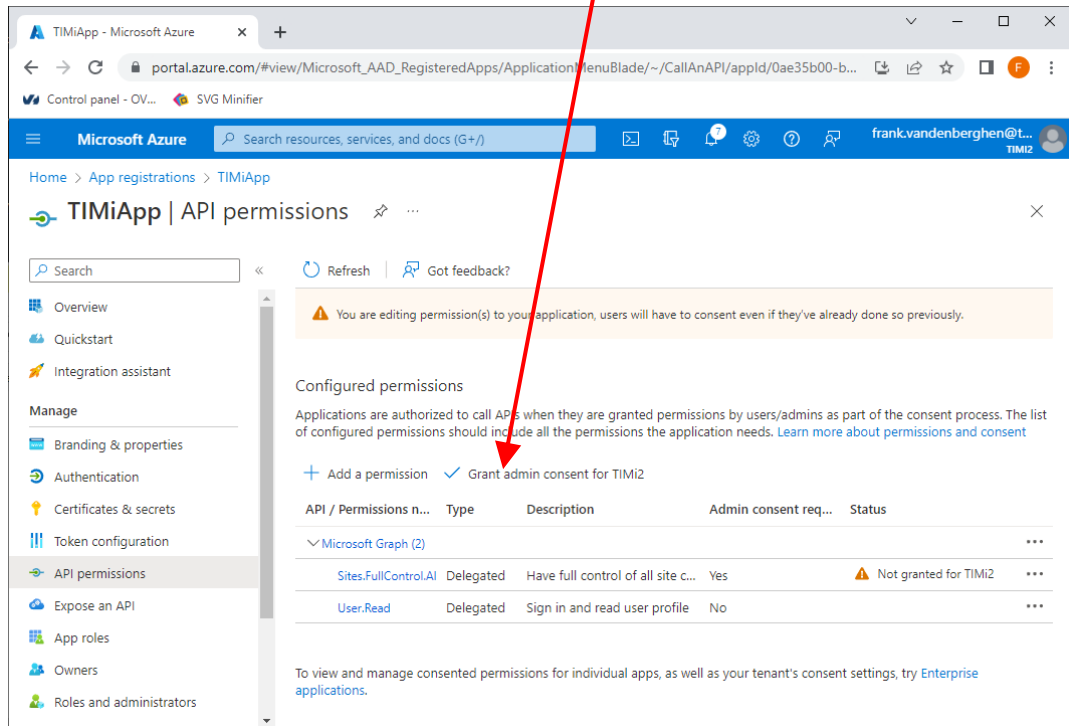 TIMiApp - Microsoft Azure
portal.azure.com/#view/Microsoft_AAD_RegisteredApps/ApplicationMenuBlade/~/CallAnAPI/appId/0ae35b00-b...
F
Control panel - OV... SVG Minifier
Microsoft Azure
Search resources, services, and docs (G+/)
7
frank.vandenberghen@t...
TIMI2
Home > App registrations > TIMiApp
TIMiApp | API permissions ...
Search «
Refresh Got feedback?
Overview
You are editing permission(s) to your application, users will have to consent even if they've already done so previously.
Quickstart
Integration assistant
Configured permissions
Manage
Applications are authorized to call APIs when they are granted permissions by users/admins as part of the consent process. The list
of configured permissions should include all the permissions the application needs. Learn more about permissions and consent
Branding & properties
Authentication
Add a permission Grant admin consent for TIMi2
Certificates & secrets
API / Permissions n... Type Description Admin consent req... Status
Token configuration
Microsoft Graph (2) ...
API permissions
Sites.FullControl.Al Delegated Have full control of all site c... Yes Not granted for TIMi2 ...
Expose an API
User.Read Delegated Sign in and read user profile No ...
App roles
Owners
To view and manage consented permissions for individual apps, as well as your tenant's consent settings, try Enterprise
applications.
Roles and administrators